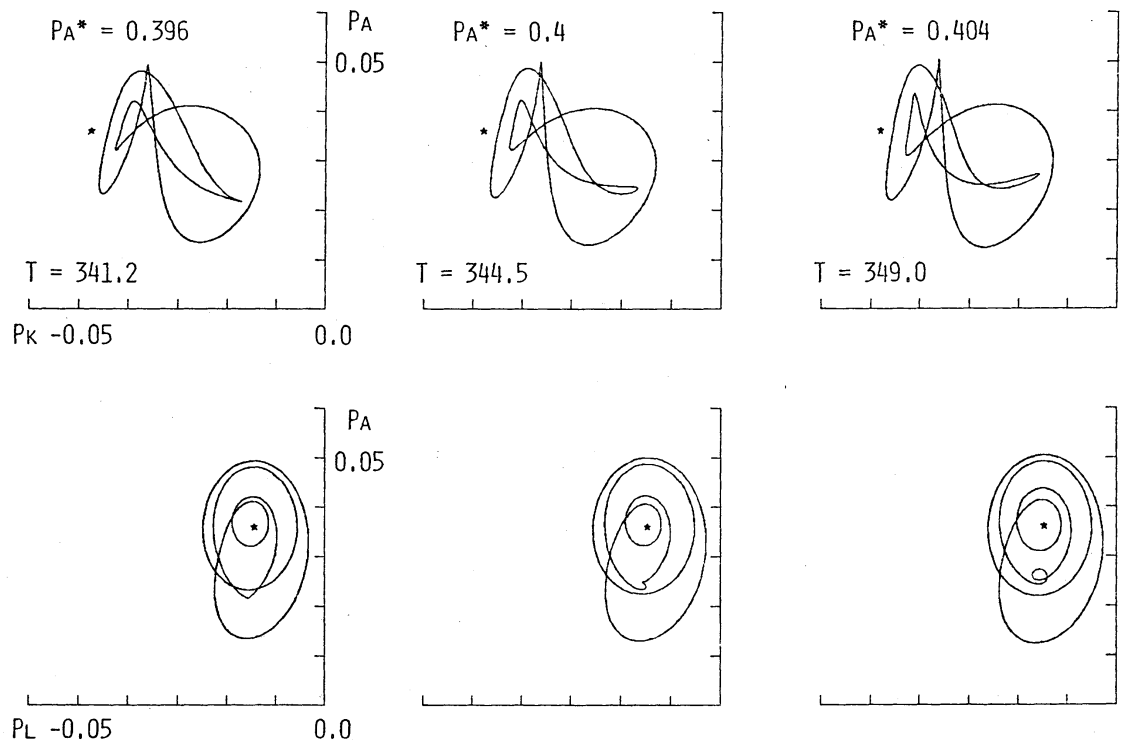 PA* = 0.396
PA
0.05
PA* = 0.4
PA* = 0.404
*
*
*
T = 341.2
T = 344.5
T = 349.0
PK -0.05
0.0
PA
0.05
*
*
*
PL -0.05
0.0